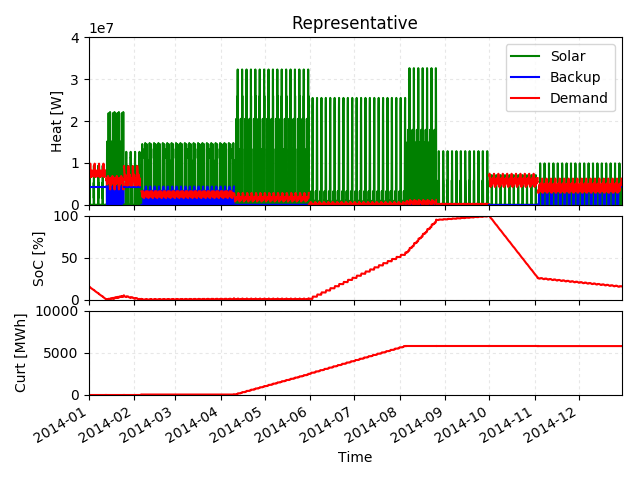 Representative
1e7
4
3
2
1
0
Heat [W]
Solar
Backup
Demand
100
50
0
SoC [%]
10000
5000
0
Curt [MWh]
2014-01
2014-02
2014-03
2014-04
2014-05
2014-06
2014-07
2014-08
2014-09
2014-10
2014-11
2014-12
Time